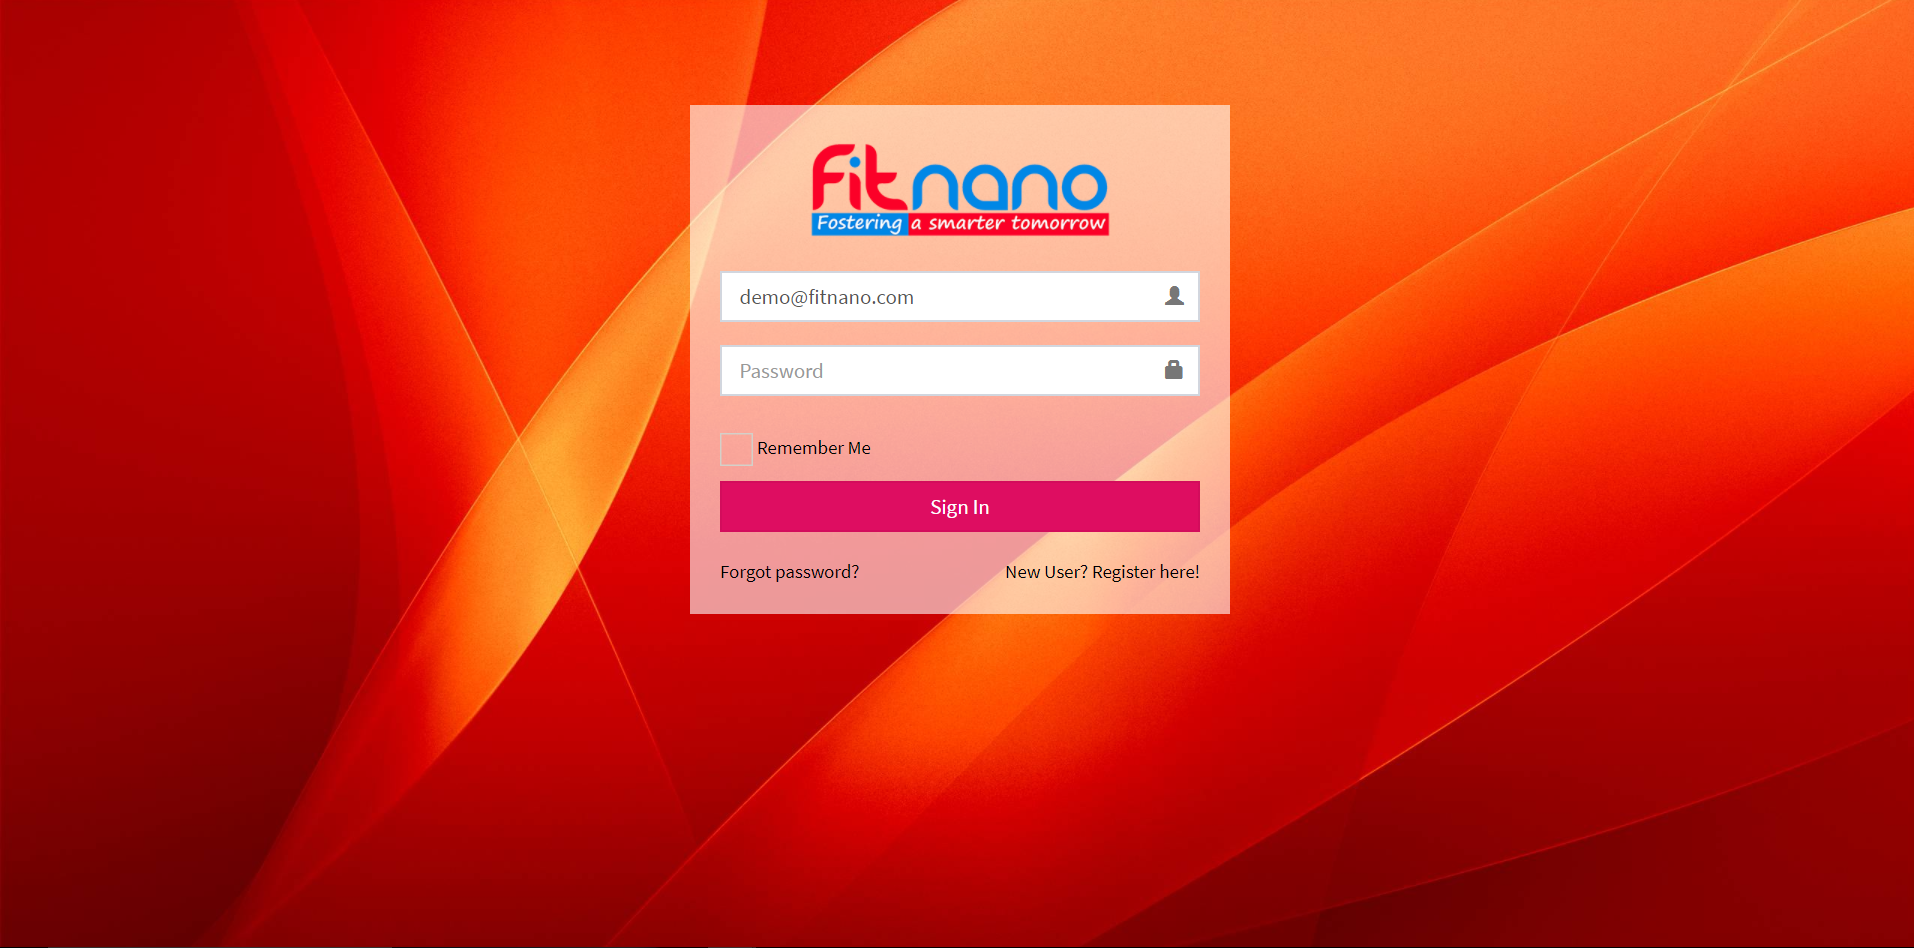 fitnano
Fostering a smarter tomorrow
demo@fitnano.com
Password
Remember Me
Sign In
Forgot password?
New User? Register here!